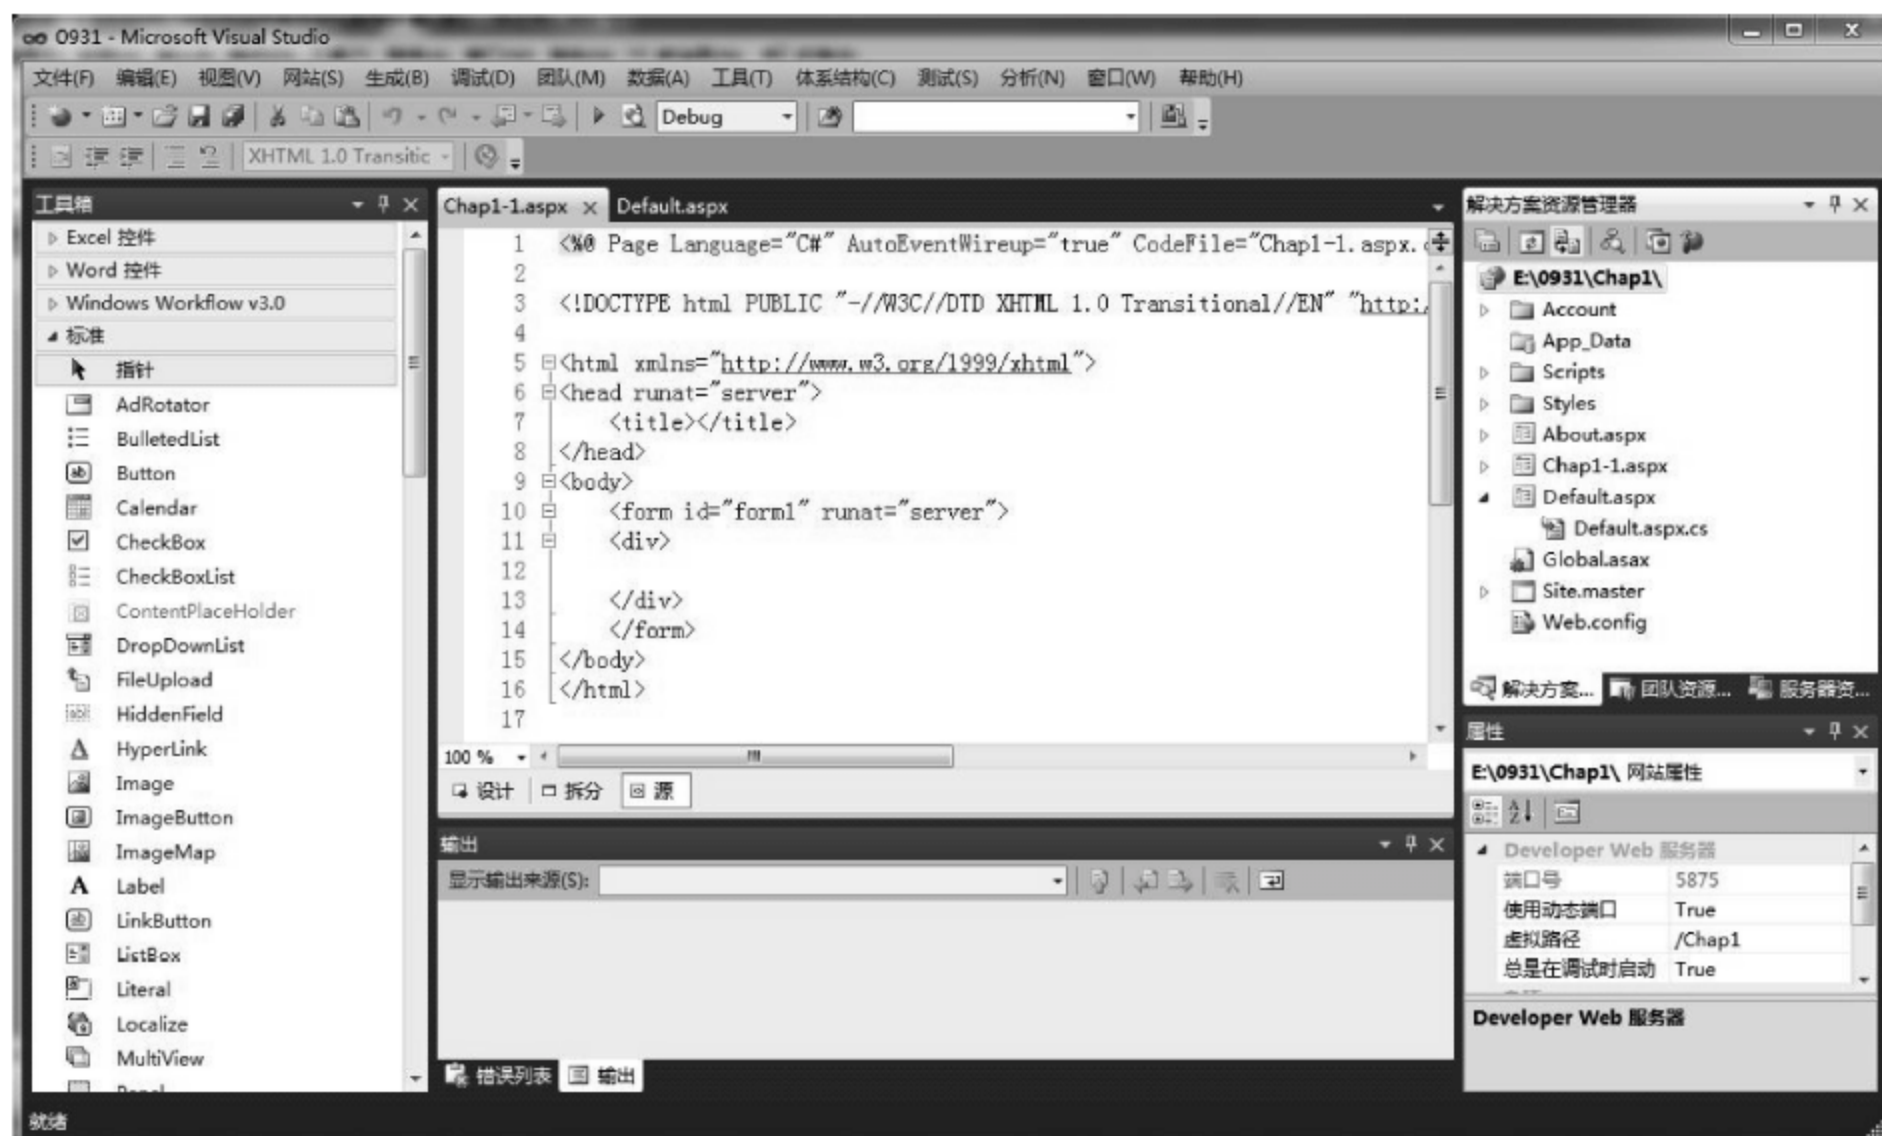 0931 - Microsoft Visual Studio
文件(F) 编辑(E) 视图(V) 网站(S) 生成(B) 调试(D) 团队(M) 数据(A) 工具(T) 体系结构(C) 测试(S) 分析(N) 窗口(W) 帮助(H)
Debug
XHTML 1.0 Transitic
工具箱
Excel 控件
Word 控件
Windows Workflow v3.0
标准
指针
AdRotator
BulletedList
Button
Calendar
CheckBox
CheckBoxList
ContentPlaceHolder
DropDownList
FileUpload
HiddenField
HyperLink
Image
ImageButton
ImageMap
Label
LinkButton
ListBox
Literal
Localize
MultiView
Chap1-1.aspx Default.aspx
1 <%@ Page Language="C#" AutoEventWireup="true" CodeFile="Chap1-1.aspx.
2
3 <!DOCTYPE html PUBLIC "-//W3C//DTD XHTML 1.0 Transitional//EN" "http:/
4
5 <html xmlns="http://www.w3.org/1999/xhtml">
6 <head runat="server">
7 <title></title>
8 </head>
9 <body>
10 <form id="form1" runat="server">
11 <div>
12
13 </div>
14 </form>
15 </body>
16 </html>
17
100 %
设计 拆分 源
输出
显示输出来源(S):
错误列表 输出
解决方案资源管理器
E:\0931\Chap1\
Account
App_Data
Scripts
Styles
About.aspx
Chap1-1.aspx
Default.aspx
Default.aspx.cs
Global.asax
Site.master
Web.config
解决方案... 团队资源... 服务器资...
属性
E:\0931\Chap1\ 网站属性
Developer Web 服务器
端口号 5875
使用动态端口 True
虚拟路径 /Chap1
总是在调试时启动 True
Developer Web 服务器
就绪